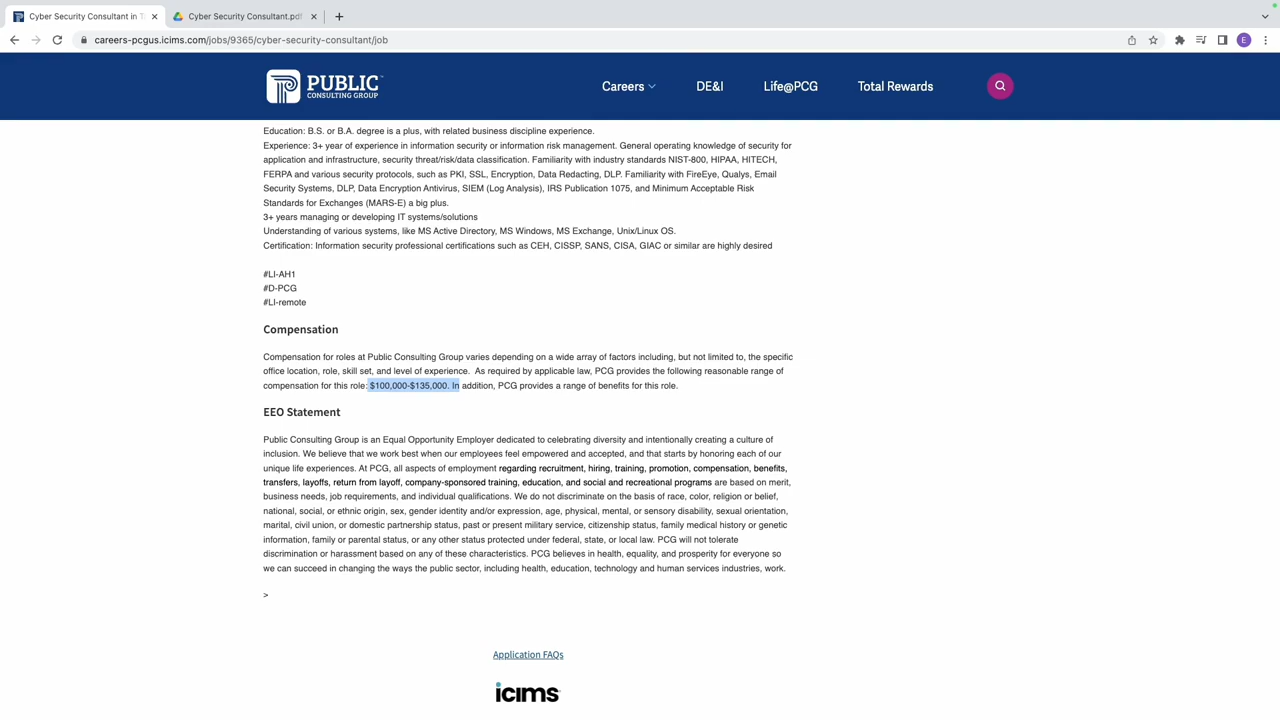 Cyber Security Consultant in T
Cyber Security Consultant.pdf
careers-pcgus.icims.com/jobs/9365/cyber-security-consultant/job
E
PUBLIC
CONSULTING GROUP
Careers
DE&I
Life@PCG
Total Rewards
Education: B.S. or B.A. degree is a plus, with related business discipline experience.
Experience: 3+ year of experience in information security or information risk management. General operating knowledge of security for
application and infrastructure, security threat/risk/data classification. Familiarity with industry standards NIST-800, HIPAA, HITECH,
FERPA and various security protocols, such as PKI, SSL, Encryption, Data Redacting, DLP. Familiarity with FireEye, Qualys, Email
Security Systems, DLP, Data Encryption Antivirus, SIEM (Log Analysis), IRS Publication 1075, and Minimum Acceptable Risk
Standards for Exchanges (MARS-E) a big plus.
3+ years managing or developing IT systems/solutions
Understanding of various systems, like MS Active Directory, MS Windows, MS Exchange, Unix/Linux OS.
Certification: Information security professional certifications such as CEH, CISSP, SANS, CISA, GIAC or similar are highly desired
#LI-AH1
#D-PCG
#LI-remote
Compensation
Compensation for roles at Public Consulting Group varies depending on a wide array of factors including, but not limited to, the specific
office location, role, skill set, and level of experience.  As required by applicable law, PCG provides the following reasonable range of
compensation for this role: $100,000-$135,000. In addition, PCG provides a range of benefits for this role.
EEO Statement
Public Consulting Group is an Equal Opportunity Employer dedicated to celebrating diversity and intentionally creating a culture of
inclusion. We believe that we work best when our employees feel empowered and accepted, and that starts by honoring each of our
unique life experiences. At PCG, all aspects of employment regarding recruitment, hiring, training, promotion, compensation, benefits,
transfers, layoffs, return from layoff, company-sponsored training, education, and social and recreational programs are based on merit,
business needs, job requirements, and individual qualifications. We do not discriminate on the basis of race, color, religion or belief,
national, social, or ethnic origin, sex, gender identity and/or expression, age, physical, mental, or sensory disability, sexual orientation,
marital, civil union, or domestic partnership status, past or present military service, citizenship status, family medical history or genetic
information, family or parental status, or any other status protected under federal, state, or local law. PCG will not tolerate
discrimination or harassment based on any of these characteristics. PCG believes in health, equality, and prosperity for everyone so
we can succeed in changing the ways the public sector, including health, education, technology and human services industries, work.
>
Application FAQs
icims